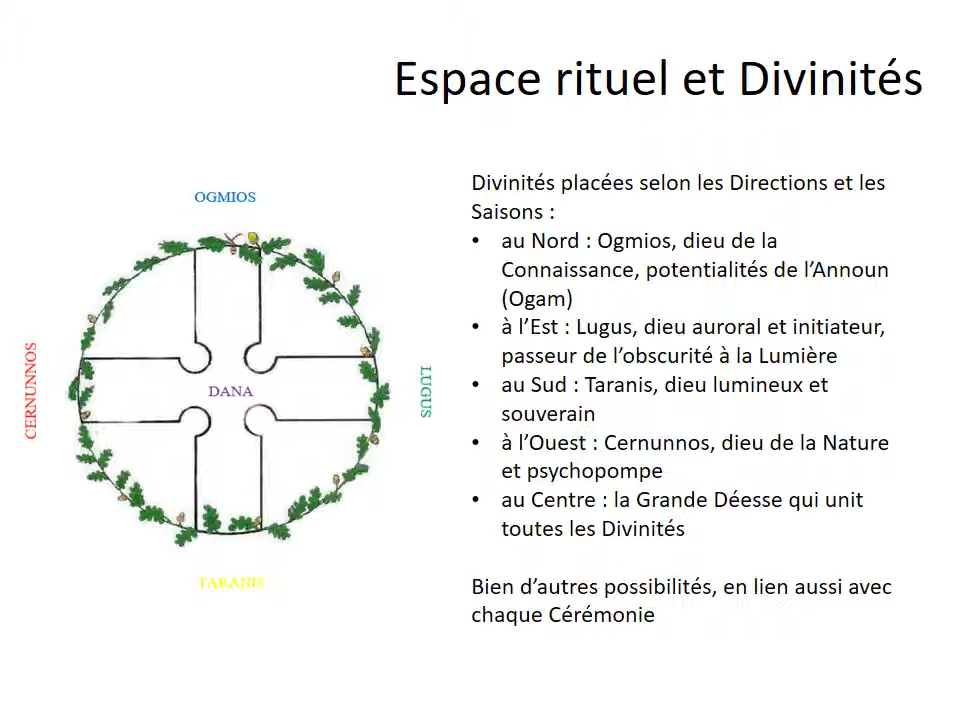 Espace rituel et Divinités
OGMIOS
CERNUNNOS
DANA
LUGUS
TARANIS
Divinités placées selon les Directions et les
Saisons :
• au Nord : Ogmios, dieu de la
Connaissance, potentialités de l’Announ
(Ogam)
• à l’Est : Lugus, dieu auroral et initiateur,
passeur de l’obscurité à la Lumière
• au Sud : Taranis, dieu lumineux et
souverain
• à l’Ouest : Cernunnos, dieu de la Nature
et psychopompe
• au Centre : la Grande Déesse qui unit
toutes les Divinités
Bien d’autres possibilités, en lien aussi avec
chaque Cérémonie